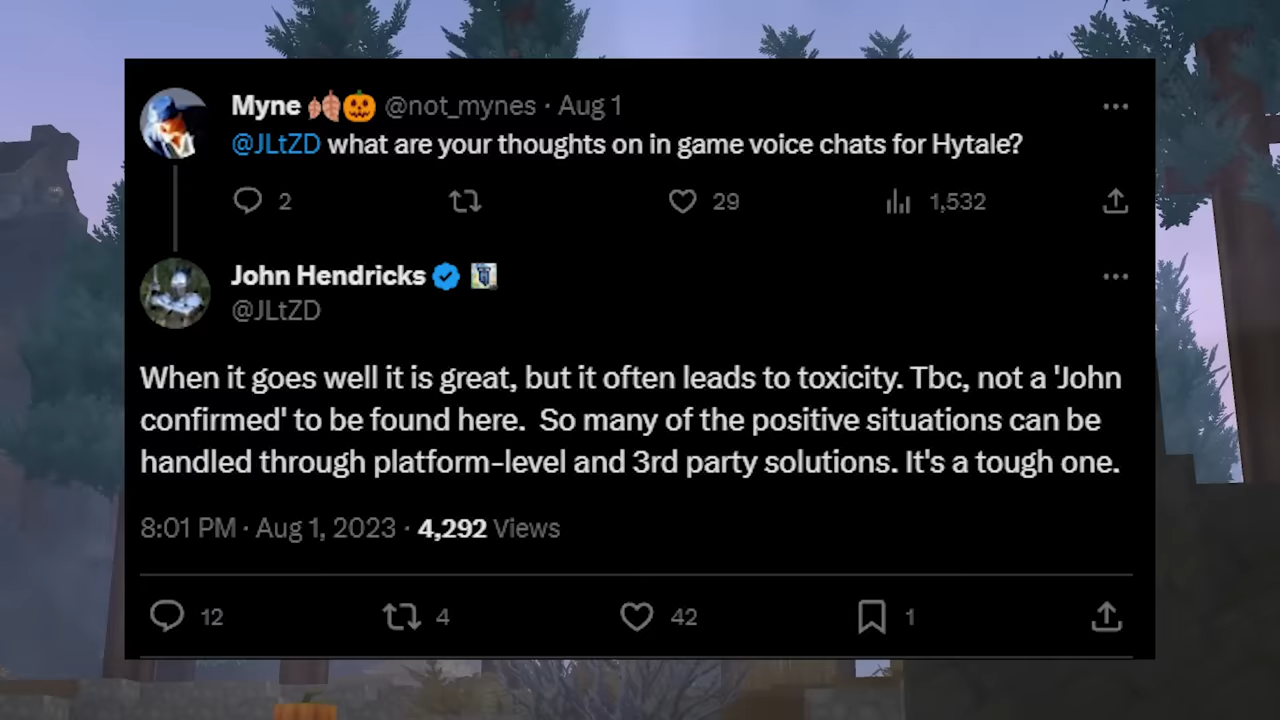 Myne 🍂🎃 @not_mynes · Aug 1
@JLtZD what are your thoughts on in game voice chats for Hytale?
2 29 1,532
John Hendricks
@JLtZD
When it goes well it is great, but it often leads to toxicity. Tbc, not a 'John
confirmed' to be found here.  So many of the positive situations can be
handled through platform-level and 3rd party solutions. It's a tough one.
8:01 PM · Aug 1, 2023 · 4,292 Views
12 4 42 1